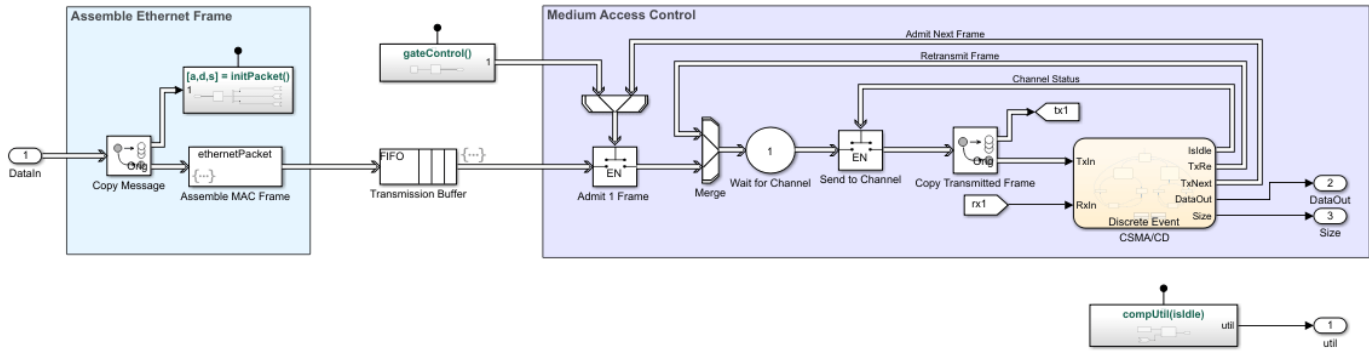 Assemble Ethernet Frame
[a,d,s] = initPacket()
1
1
DataIn
Orig
Copy Message
ethernetPacket
{...}
Assemble MAC Frame
FIFO
{...}
Transmission Buffer
gateControl()
1
Medium Access Control
Admit Next Frame
Retransmit Frame
Channel Status
EN
Admit 1 Frame
Merge
1
Wait for Channel
EN
Send to Channel
tx1
Orig
Copy Transmitted Frame
rx1
TxIn
RxIn
IsIdle
TxRe
TxNext
DataOut
Size
Discrete Event
CSMA/CD
2
DataOut
3
Size
compUtil(isIdle)
util
1
util